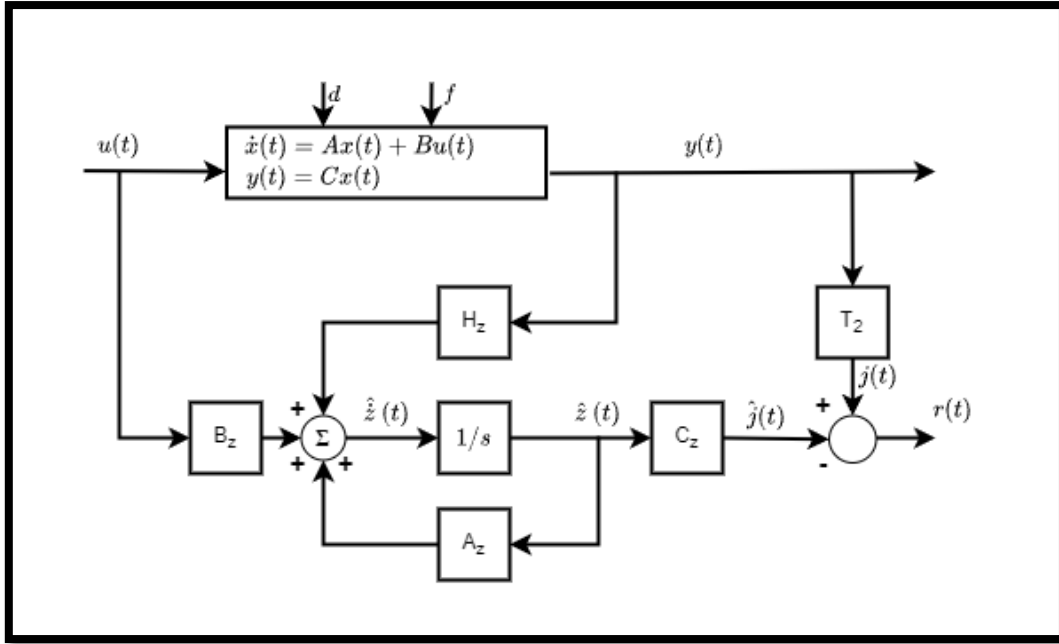 d
f
u(t)
ẋ(t) = Ax(t) + Bu(t)
y(t) = Cx(t)
y(t)
H_z
T_2
j(t)
B_z
+
+
+
Σ
ẑ̇ (t)
1/s
ẑ (t)
C_z
ĵ(t)
+
-
r(t)
A_z